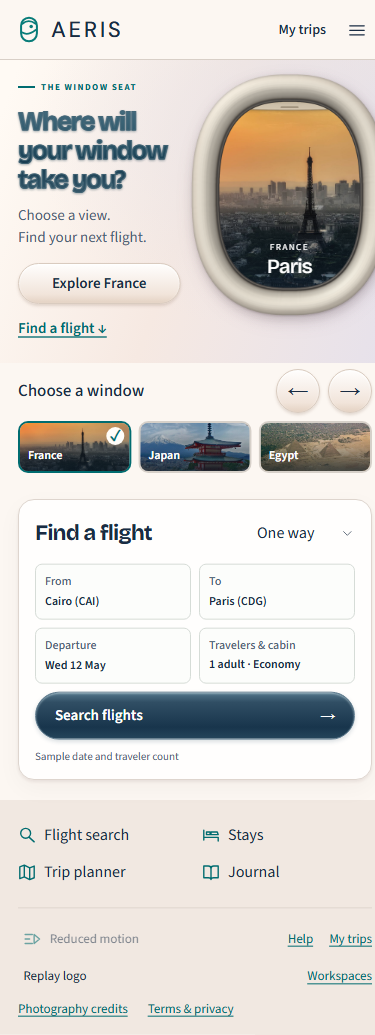 AERIS
My trips
THE WINDOW SEAT
Where will
your window
take you?
Choose a view.
Find your next flight.
Explore France
Find a flight ↓
FRANCE
Paris
Choose a window
← →
France
Japan
Egypt
Find a flight
One way
From
Cairo (CAI)
To
Paris (CDG)
Departure
Wed 12 May
Travelers & cabin
1 adult · Economy
Search flights →
Sample date and traveler count
Flight search
Stays
Trip planner
Journal
Reduced motion
Help
My trips
Replay logo
Workspaces
Photography credits
Terms & privacy